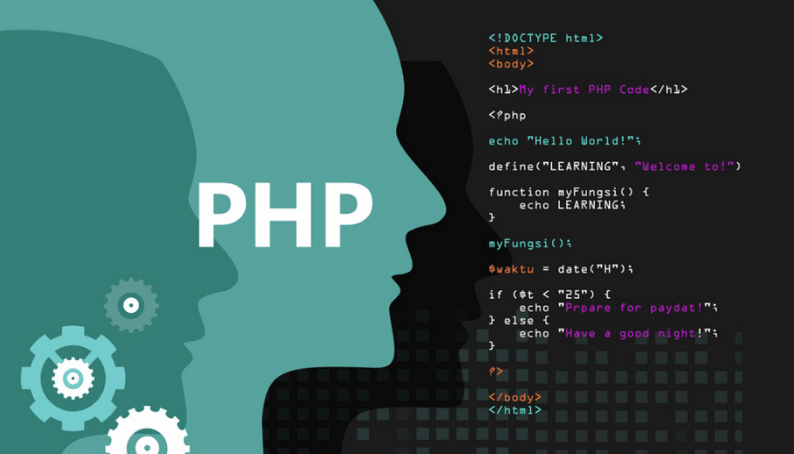 PHP
<!DOCTYPE html>
<html>
<body>
<h1>My first PHP Code</h1>
<?php
echo "Hello World!";
define("LEARNING", "Welcome to!")
function myFungsi() {
echo LEARNING;
}
myFungsi();
$waktu = date("H");
if ($t < "25") {
echo "Prpare for paydat!";
} else {
echo "Have a good night!";
}
?>
</body>
</html>